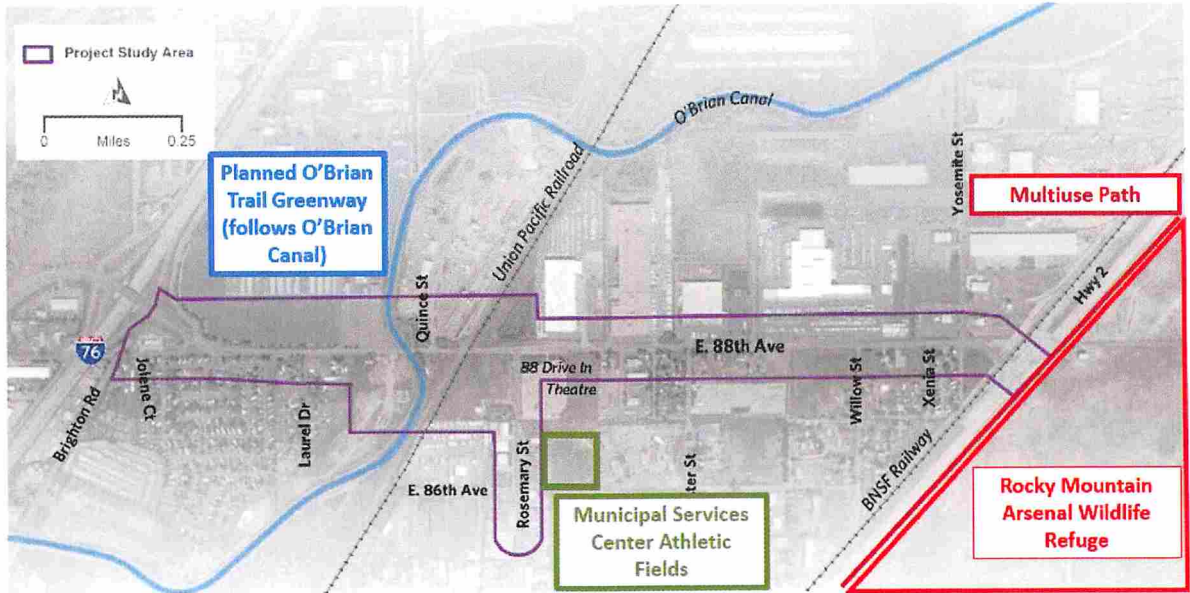 Project Study Area
N
0 Miles 0.25
Planned O'Brian
Trail Greenway
(follows O'Brian
Canal)
O'Brian Canal
Union Pacific Railroad
Yosemite St
Multiuse Path
Hwy 2
Quince St
76
Brighton Rd
Jolene Ct
Laurel Dr
E. 88th Ave
88 Drive In
Theatre
Willow St
Xenia St
BNSF Railway
E. 86th Ave
Rosemary St
Municipal Services
Center Athletic
Fields
ter St
Rocky Mountain
Arsenal Wildlife
Refuge